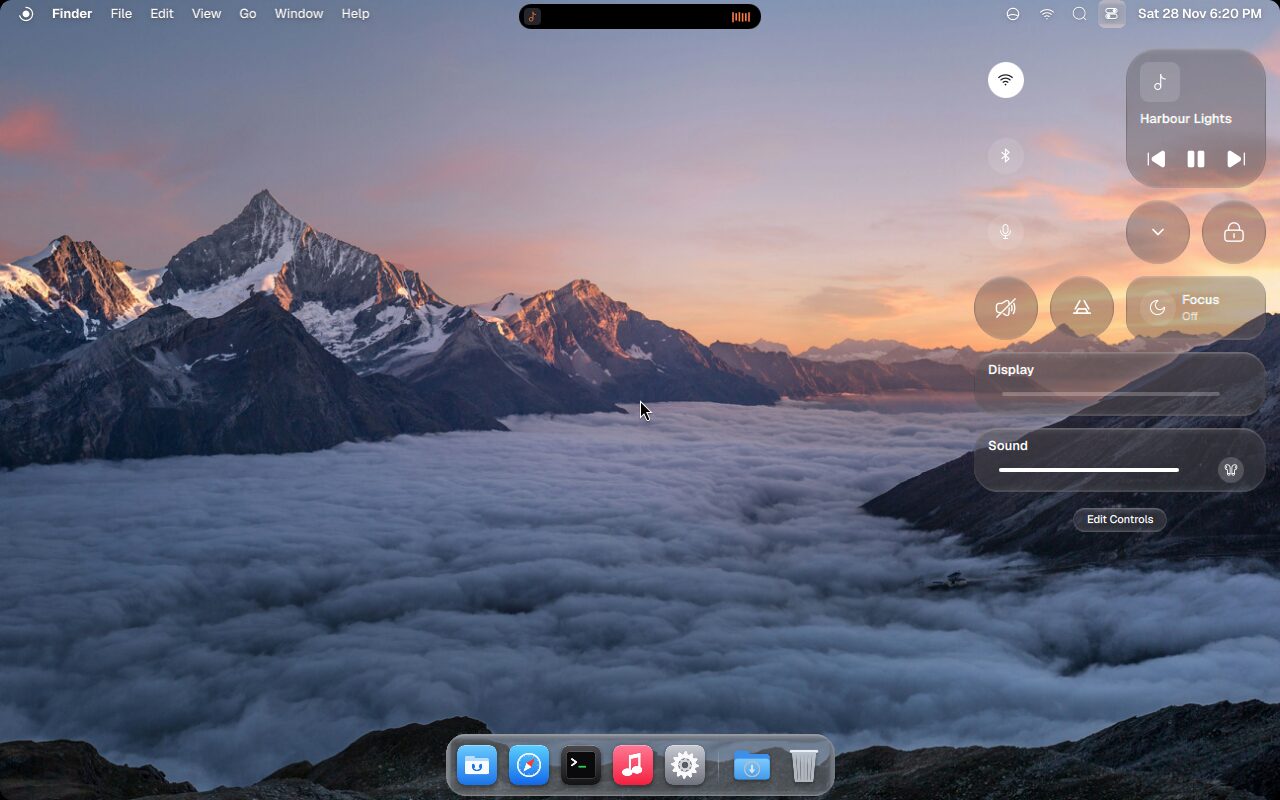 Finder File Edit View Go Window Help
Sat 28 Nov 6:20 PM
Harbour Lights
Focus
Off
Display
Sound
Edit Controls